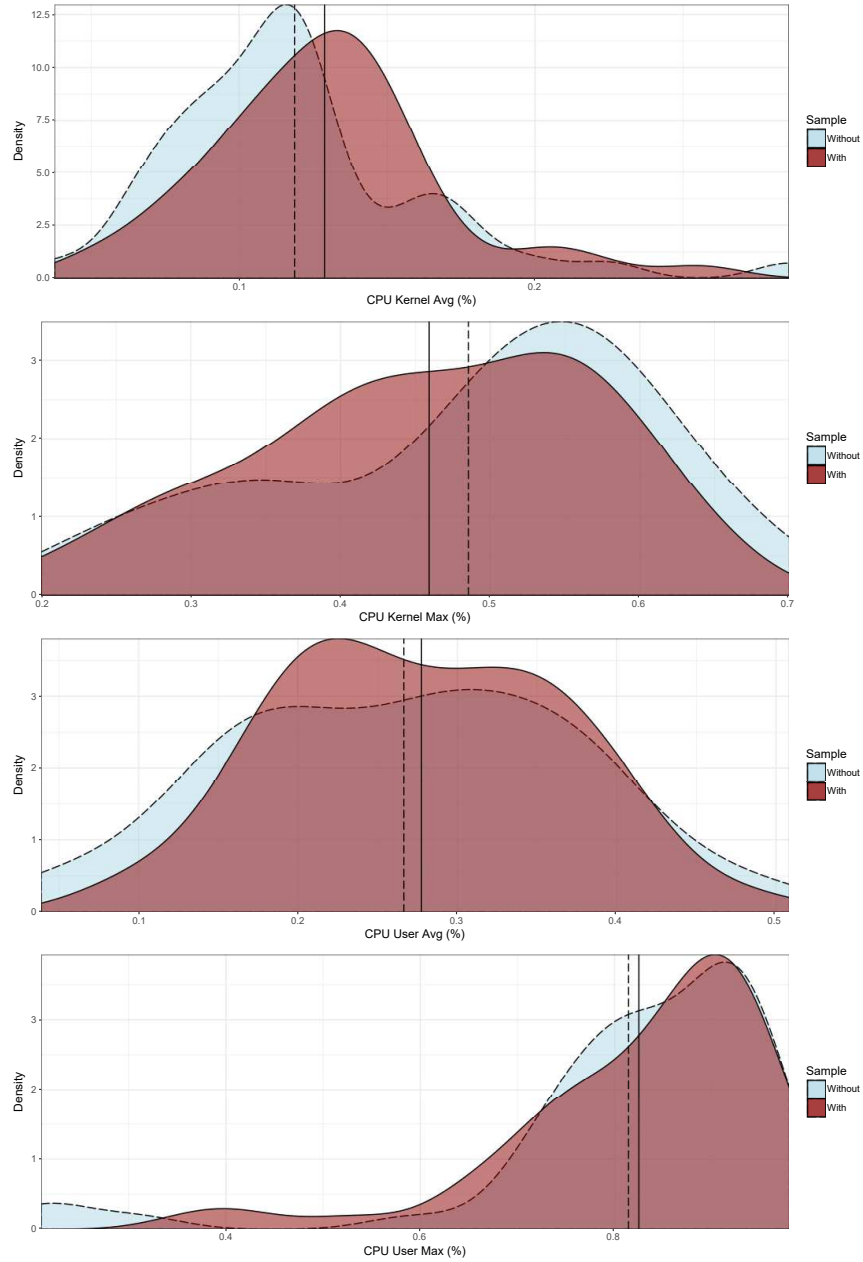 12.5
10.0
7.5
5.0
2.5
0.0
Density
0.1
0.2
CPU Kernel Avg (%)
Sample
Without
With
3
2
1
0
Density
0.2
0.3
0.4
0.5
0.6
0.7
CPU Kernel Max (%)
Sample
Without
With
3
2
1
0
Density
0.1
0.2
0.3
0.4
0.5
CPU User Avg (%)
Sample
Without
With
3
2
1
0
Density
0.4
0.6
0.8
CPU User Max (%)
Sample
Without
With